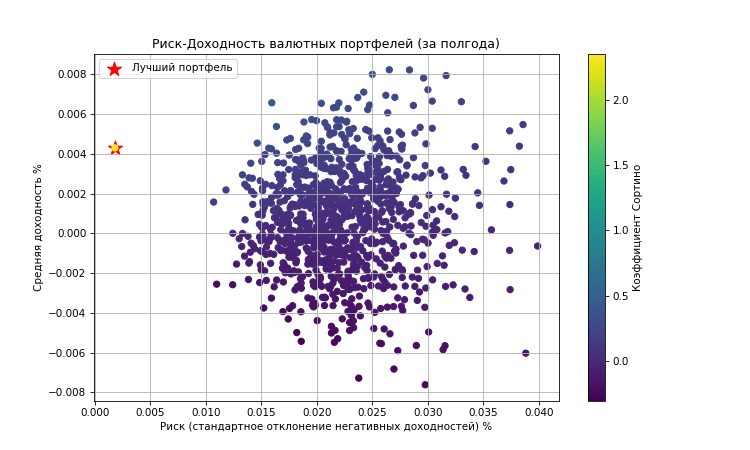 Риск-Доходность валютных портфелей (за полгода)
Лучший портфель
Средняя доходность %
0.008
0.006
0.004
0.002
0.000
−0.002
−0.004
−0.006
−0.008
0.000 0.005 0.010 0.015 0.020 0.025 0.030 0.035 0.040
Риск (стандартное отклонение негативных доходностей) %
2.0
1.5
1.0
0.5
0.0
Коэффициент Сортино